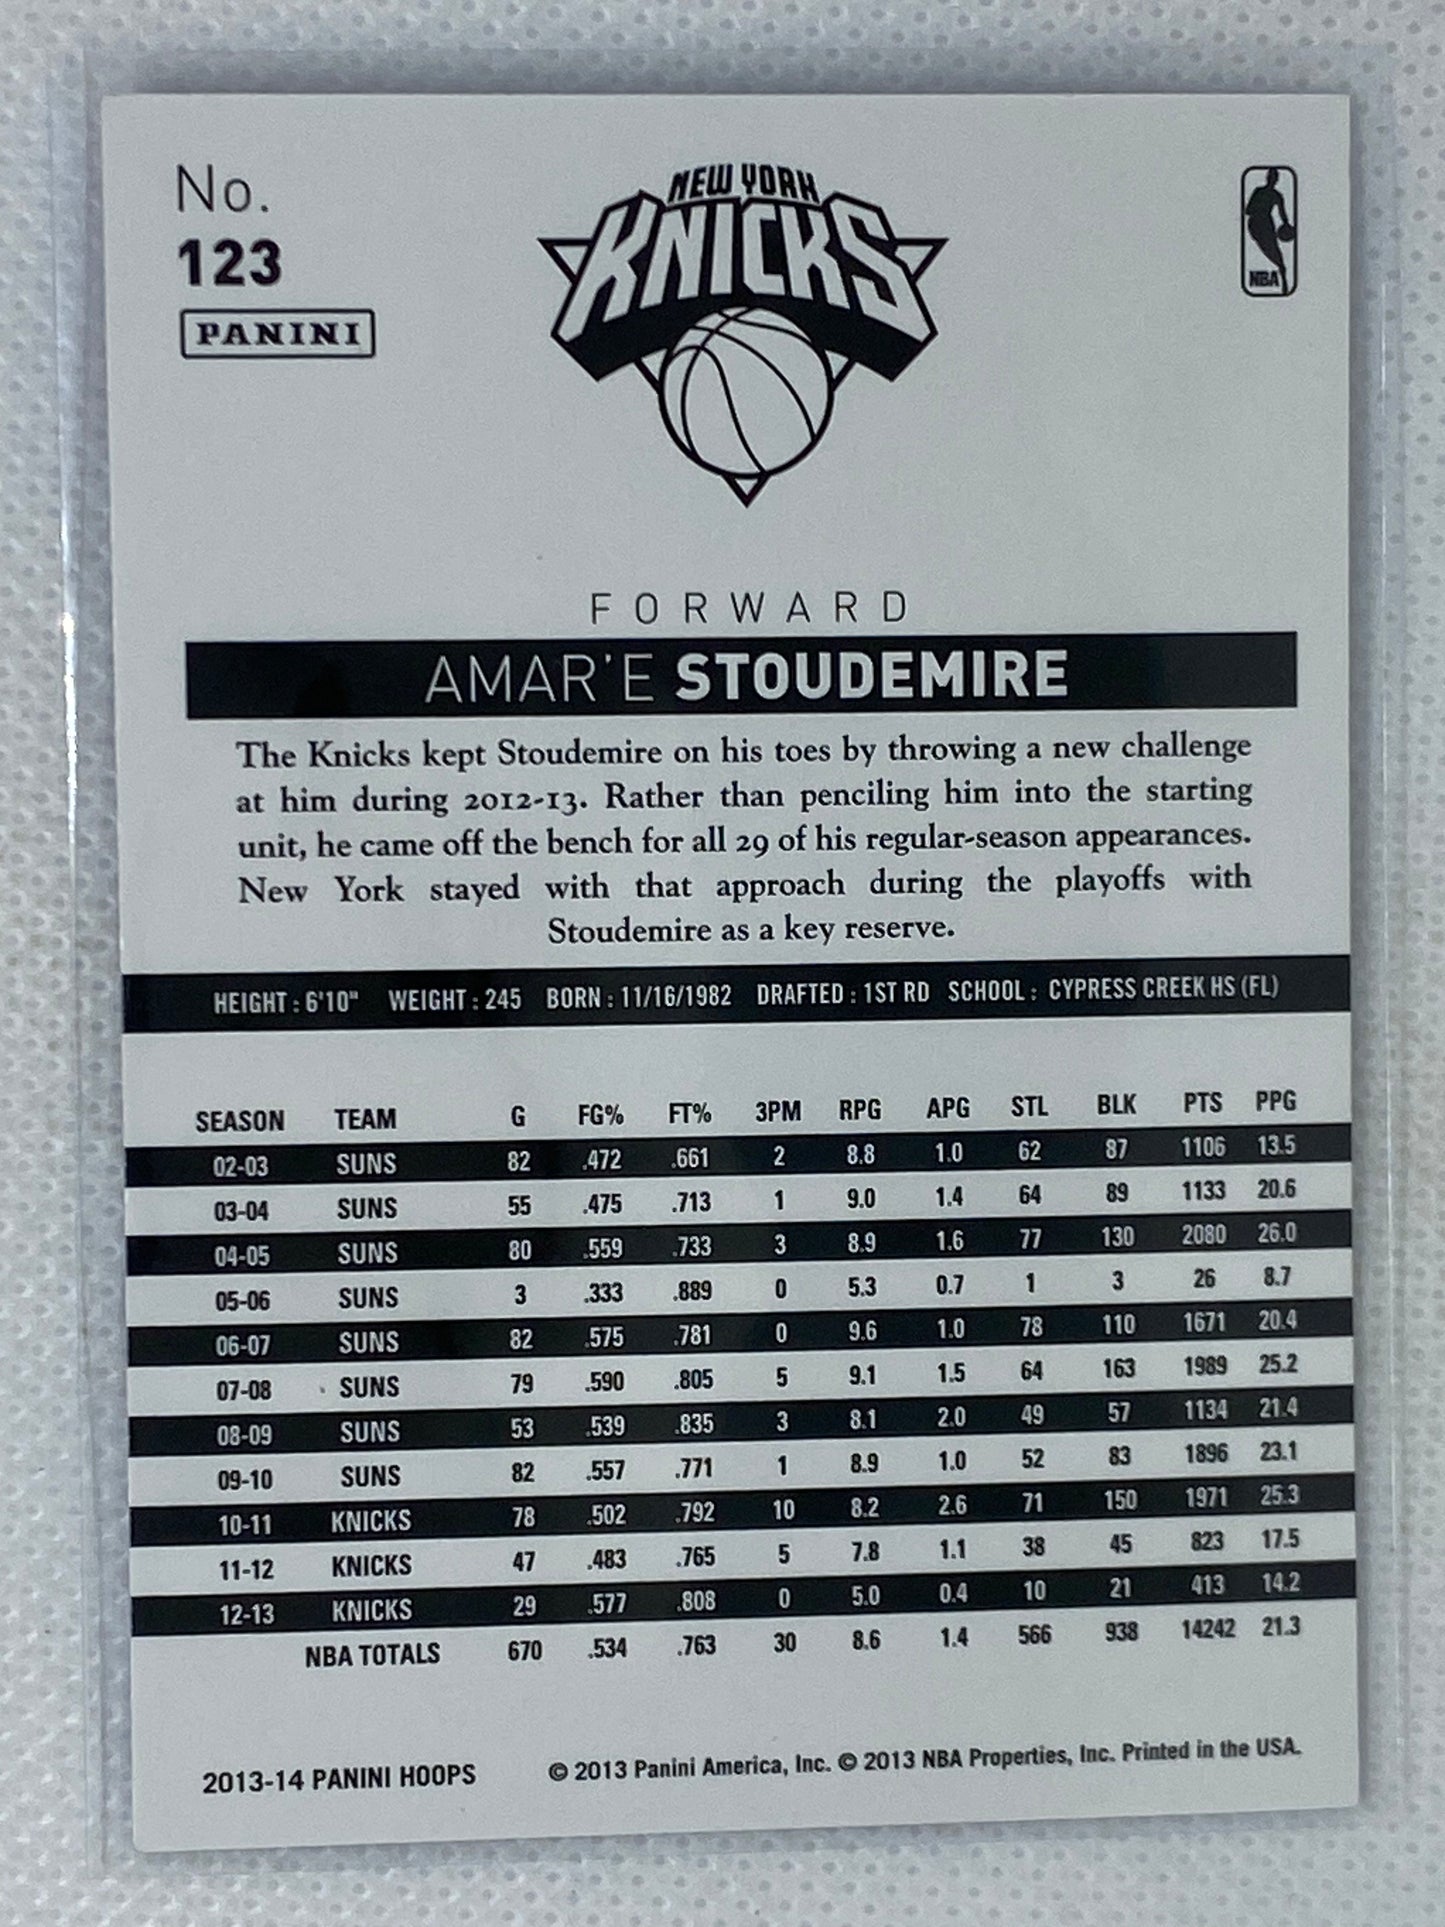 No.
123
PANINI
NEW YORK
KNICKS
NBA
FORWARD
AMAR'E STOUDEMIRE
The Knicks kept Stoudemire on his toes by throwing a new challenge
at him during 2012-13. Rather than penciling him into the starting
unit, he came off the bench for all 29 of his regular-season appearances.
New York stayed with that approach during the playoffs with
Stoudemire as a key reserve.
HEIGHT : 6'10" WEIGHT : 245 BORN : 11/16/1982 DRAFTED : 1ST RD SCHOOL : CYPRESS CREEK HS (FL)
SEASON TEAM G FG% FT% 3PM RPG APG STL BLK PTS PPG
02-03 SUNS 82 .472 .661 2 8.8 1.0 62 87 1106 13.5
03-04 SUNS 55 .475 .713 1 9.0 1.4 64 89 1133 20.6
04-05 SUNS 80 .559 .733 3 8.9 1.6 77 130 2080 26.0
05-06 SUNS 3 .333 .889 0 5.3 0.7 1 3 26 8.7
06-07 SUNS 82 .575 .781 0 9.6 1.0 78 110 1671 20.4
07-08 SUNS 79 .590 .805 5 9.1 1.5 64 163 1989 25.2
08-09 SUNS 53 .539 .835 3 8.1 2.0 49 57 1134 21.4
09-10 SUNS 82 .557 .771 1 8.9 1.0 52 83 1896 23.1
10-11 KNICKS 78 .502 .792 10 8.2 2.6 71 150 1971 25.3
11-12 KNICKS 47 .483 .765 5 7.8 1.1 38 45 823 17.5
12-13 KNICKS 29 .577 .808 0 5.0 0.4 10 21 413 14.2
NBA TOTALS 670 .534 .763 30 8.6 1.4 566 938 14242 21.3
2013-14 PANINI HOOPS © 2013 Panini America, Inc. © 2013 NBA Properties, Inc. Printed in the USA.